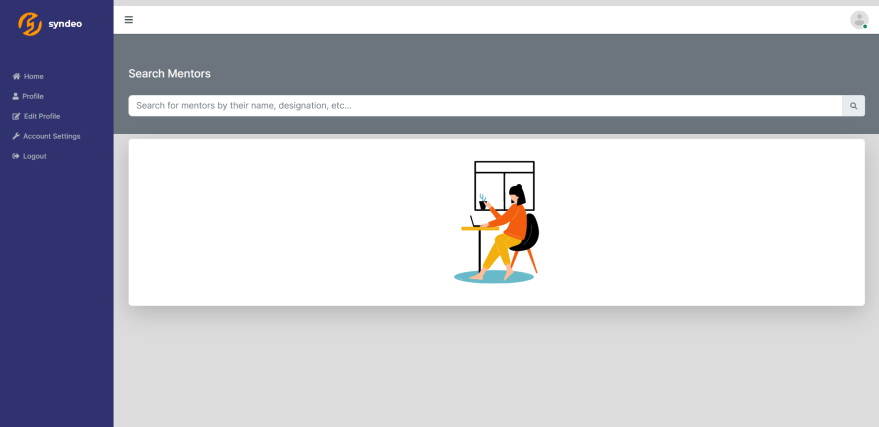 syndeo
Home
Profile
Edit Profile
Account Settings
Logout
Search Mentors
Search for mentors by their name, designation, etc...